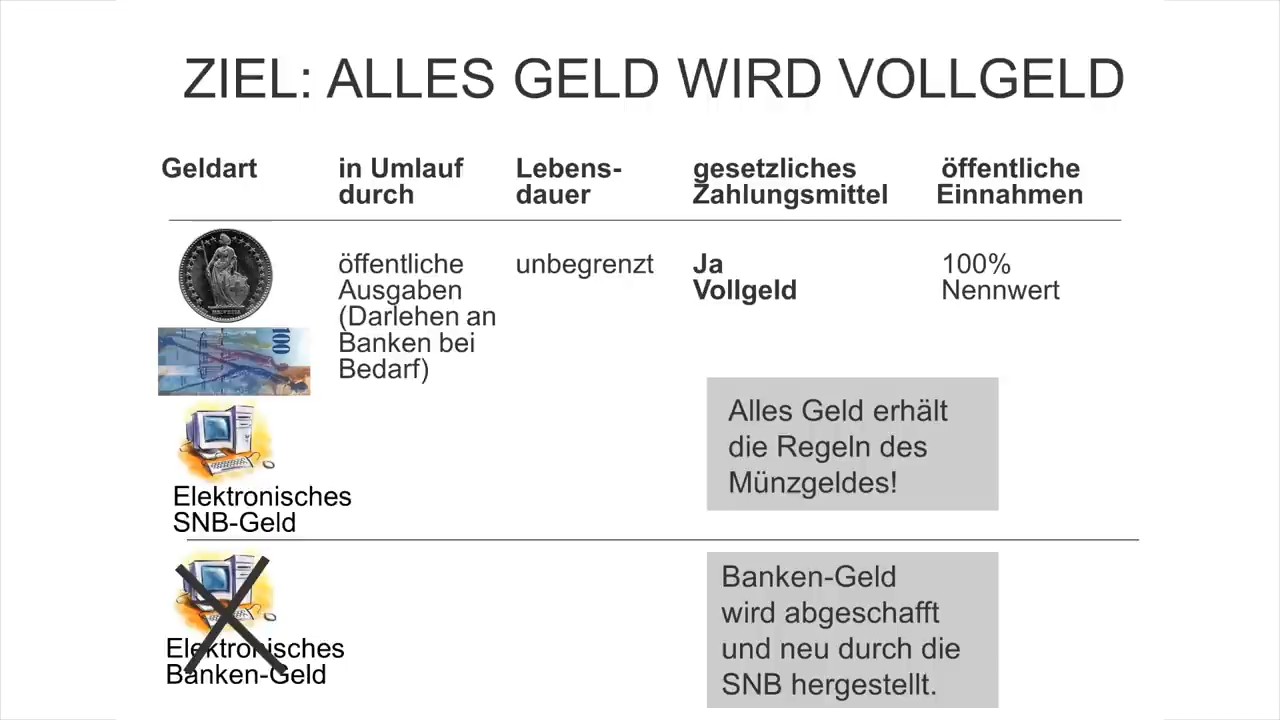 ZIEL: ALLES GELD WIRD VOLLGELD
Geldart
in Umlauf
durch
Lebens-
dauer
gesetzliches
Zahlungsmittel
öffentliche
Einnahmen
öffentliche
Ausgaben
(Darlehen an
Banken bei
Bedarf)
unbegrenzt
Ja
Vollgeld
100%
Nennwert
HELVETIA
100
Elektronisches
SNB-Geld
Alles Geld erhält
die Regeln des
Münzgeldes!
Elektronisches
Banken-Geld
Banken-Geld
wird abgeschafft
und neu durch die
SNB hergestellt.